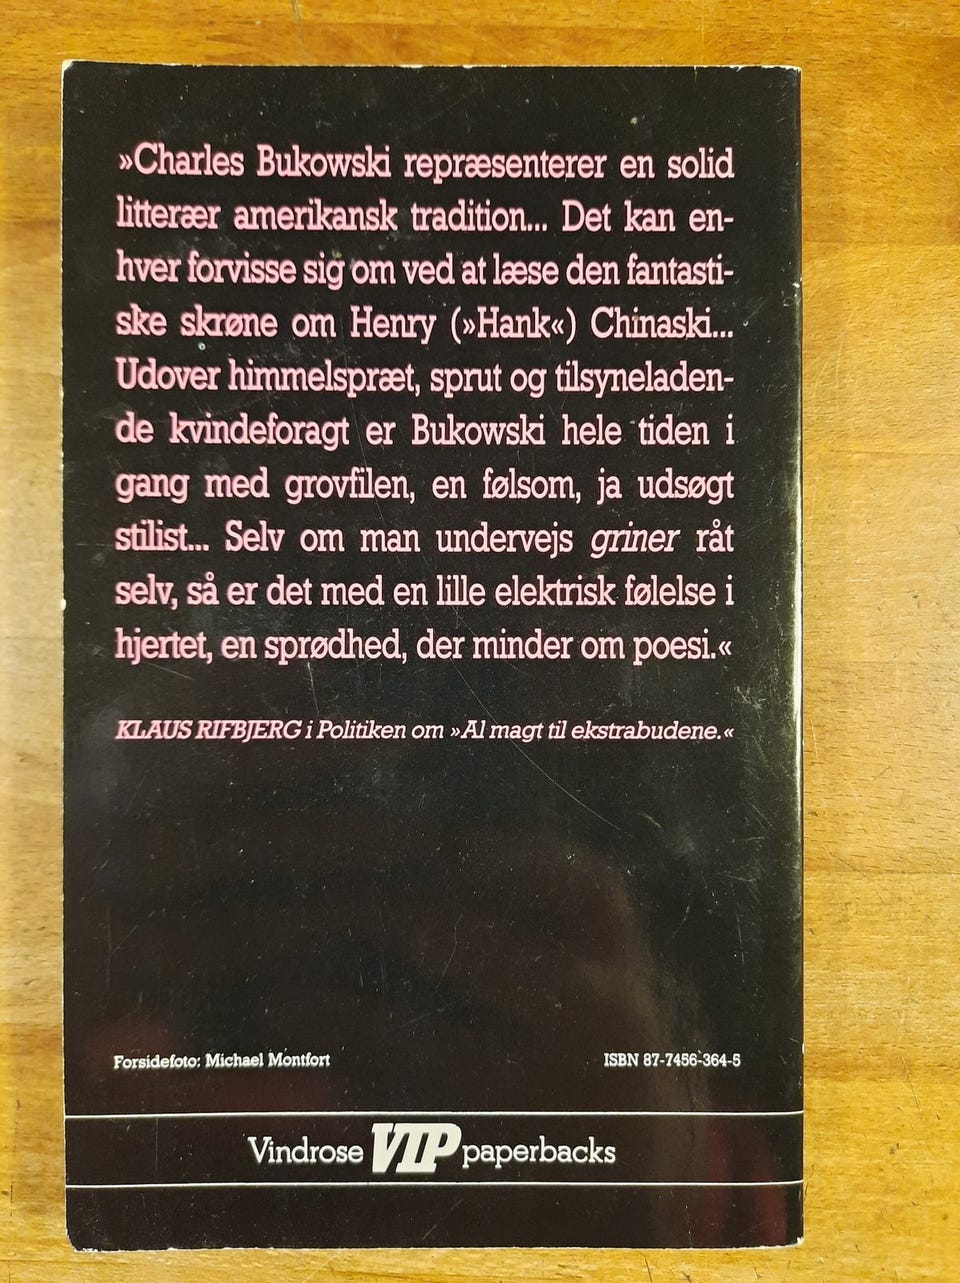 »Charles Bukowski repræsenterer en solid
litterær amerikansk tradition... Det kan en-
hver forvisse sig om ved at læse den fantasti-
ske skrøne om Henry (»Hank«) Chinaski...
Udover himmelspræt, sprut og tilsyneladen-
de kvindeforagt er Bukowski hele tiden i
gang med grovfilen, en følsom, ja udsøgt
stilist... Selv om man undervejs griner råt
selv, så er det med en lille elektrisk følelse i
hjertet, en sprødhed, der minder om poesi.«
KLAUS RIFBJERG i Politiken om »Al magt til ekstrabudene.«
Forsidefoto: Michael Montfort
ISBN 87-7456-364-5
Vindrose VIP paperbacks